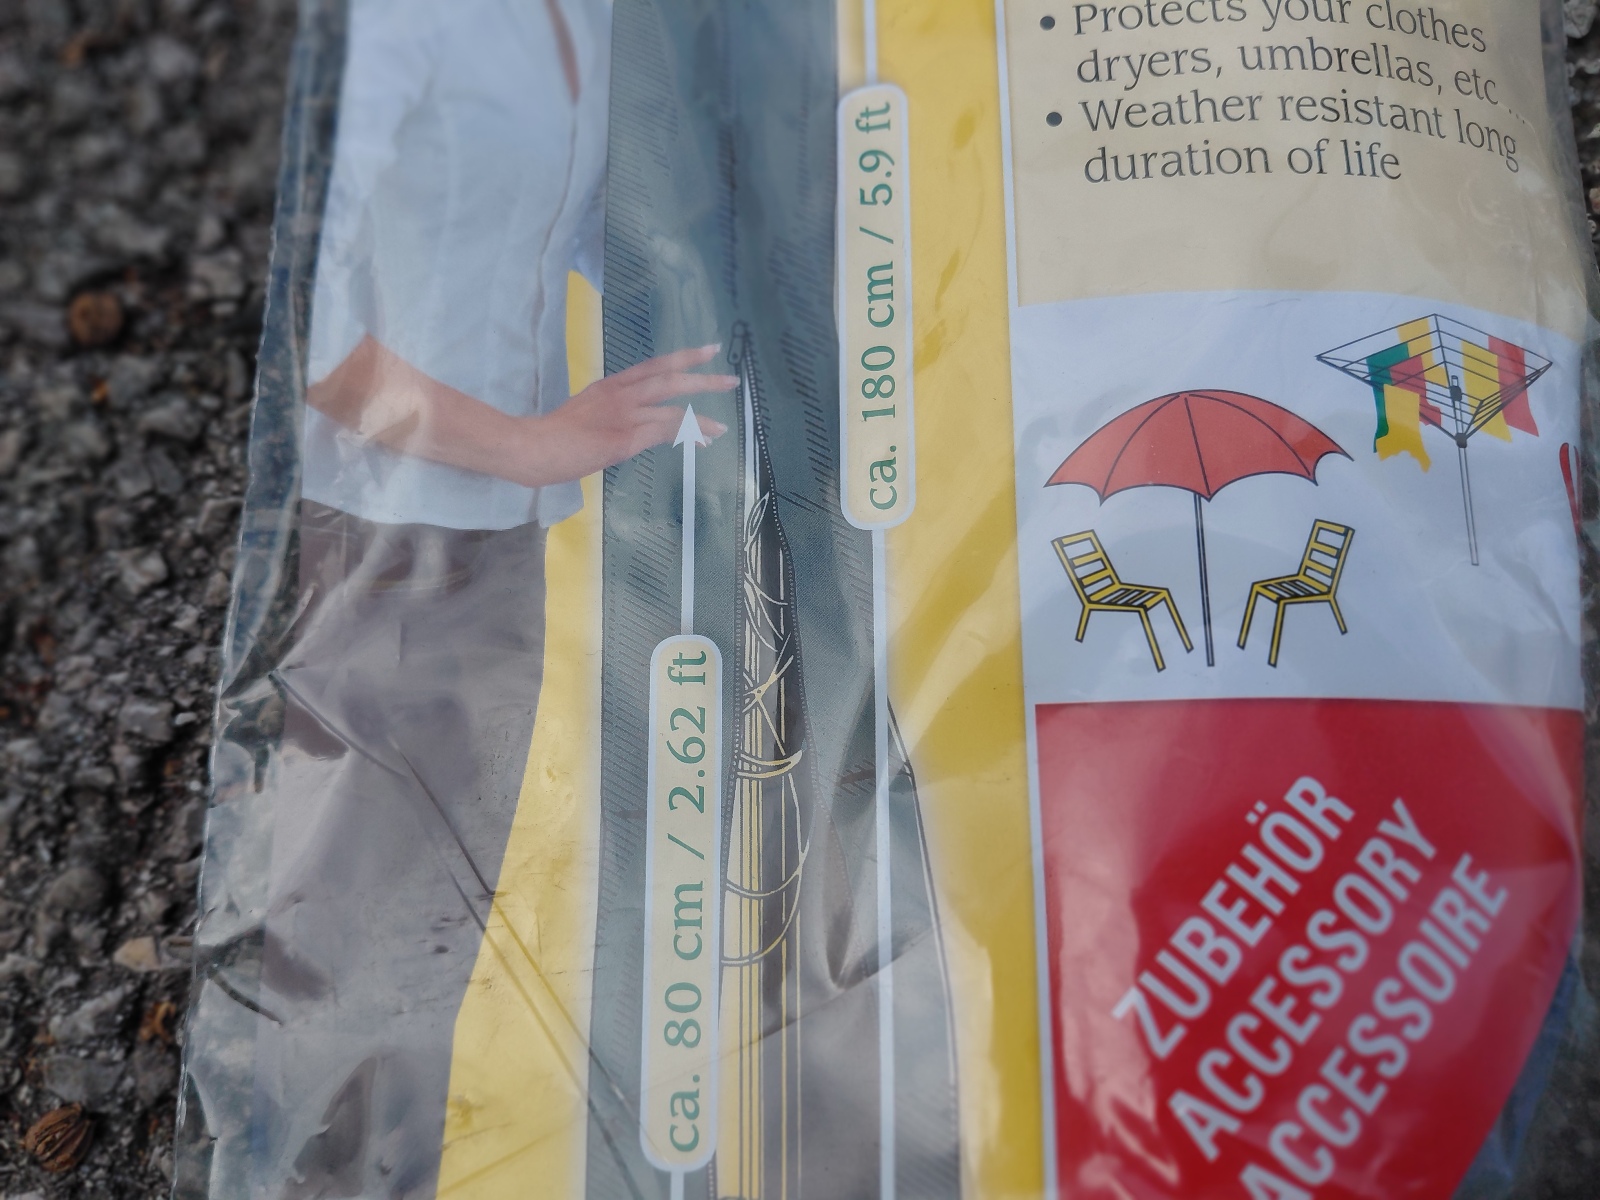 • Protects your clothes
dryers, umbrellas, etc....
• Weather resistant long
duration of life
ca. 180 cm / 5.9 ft
ca. 80 cm / 2.62 ft
ZUBEHÖR
ACCESSORY
ACCESSOIRE